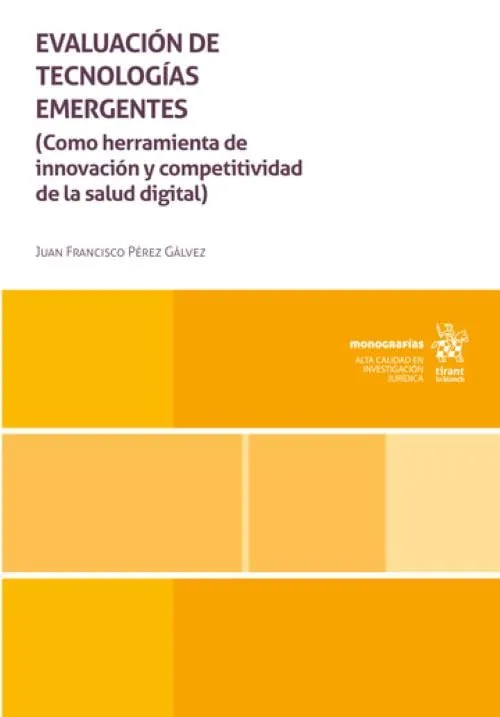 EVALUACIÓN DE
TECNOLOGÍAS
EMERGENTES
(Como herramienta de
innovación y competitividad
de la salud digital)
Juan Francisco Pérez Gálvez
monografías
ALTA CALIDAD EN
INVESTIGACIÓN
JURÍDICA
tirant
lo blanch